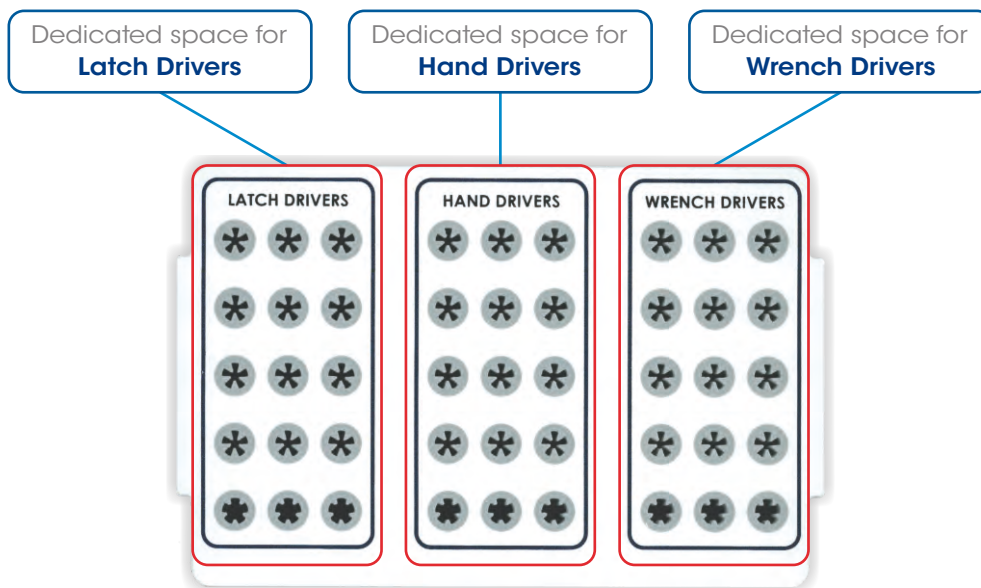 Dedicated space for
Latch Drivers
Dedicated space for
Hand Drivers
Dedicated space for
Wrench Drivers
LATCH DRIVERS
HAND DRIVERS
WRENCH DRIVERS